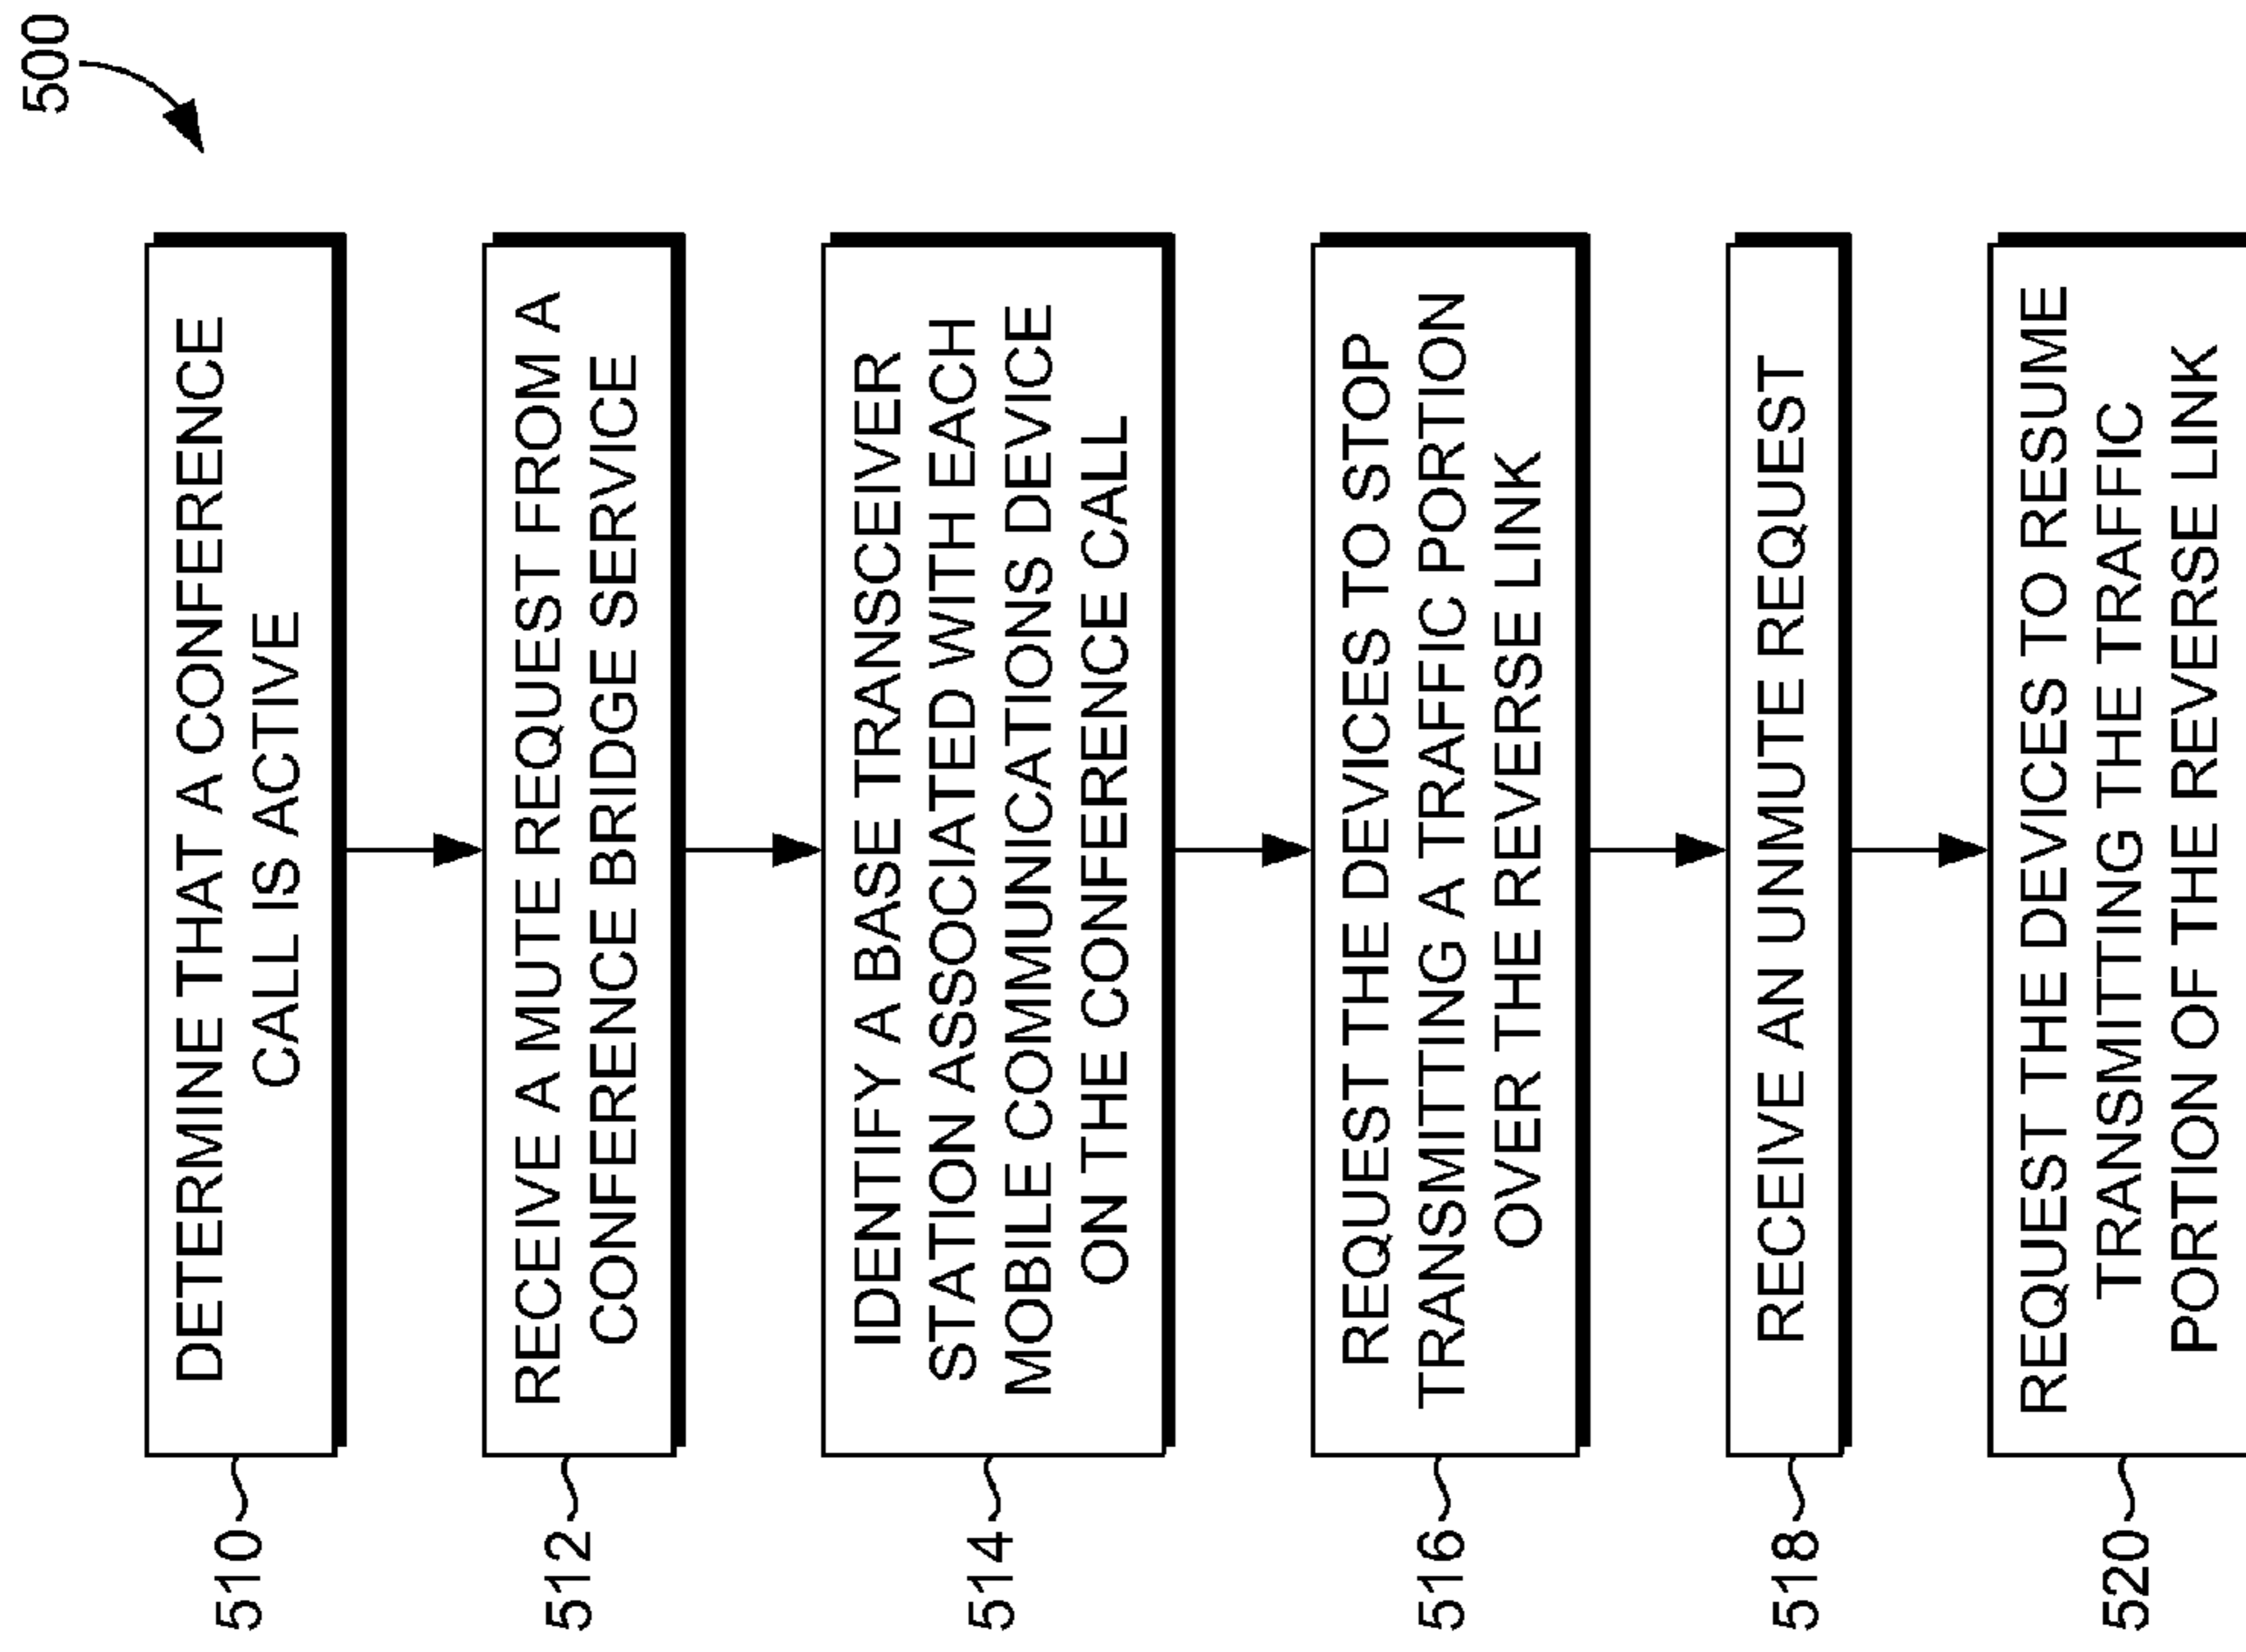 500
510
DETERMINE THAT A CONFERENCE
CALL IS ACTIVE
512
RECEIVE A MUTE REQUEST FROM A
CONFERENCE BRIDGE SERVICE
514
IDENTIFY A BASE TRANSCEIVER
STATION ASSOCIATED WITH EACH
MOBILE COMMUNICATIONS DEVICE
ON THE CONFERENCE CALL
516
REQUEST THE DEVICES TO STOP
TRANSMITTING A TRAFFIC PORTION
OVER THE REVERSE LINK
518
RECEIVE AN UNMUTE REQUEST
520
REQUEST THE DEVICES TO RESUME
TRANSMITTING THE TRAFFIC
PORTION OF THE REVERSE LINK